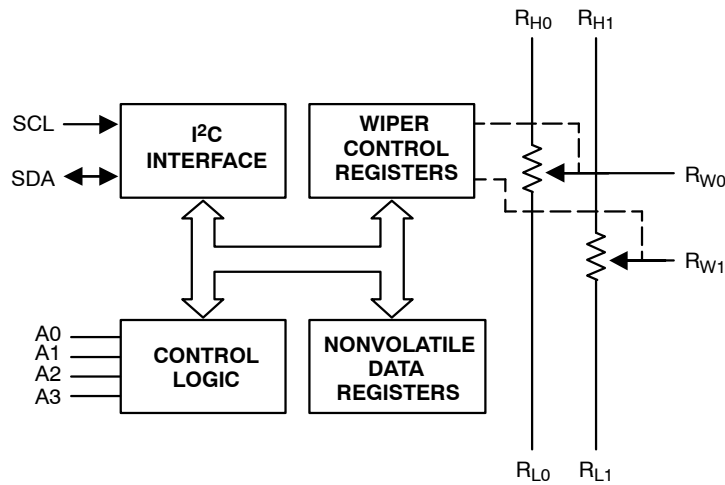 R_H0 R_H1
SCL
SDA
I²C
INTERFACE
WIPER
CONTROL
REGISTERS
R_W0
R_W1
A0
A1
A2
A3
CONTROL
LOGIC
NONVOLATILE
DATA
REGISTERS
R_L0 R_L1